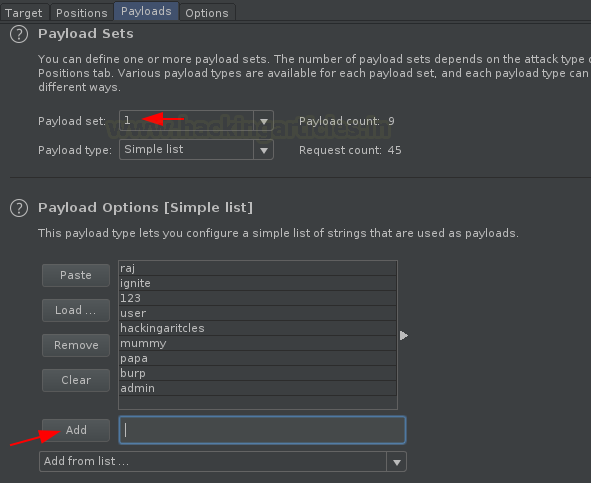 Target Positions Payloads Options
? Payload Sets
You can define one or more payload sets. The number of payload sets depends on the attack type
Positions tab. Various payload types are available for each payload set, and each payload type can
different ways.
Payload set: 1 Payload count: 9
www.hackingarticles.in
Payload type: Simple list Request count: 45
? Payload Options [Simple list]
This payload type lets you configure a simple list of strings that are used as payloads.
Paste
Load ...
Remove
Clear
raj
ignite
123
user
hackingaritcles
mummy
papa
burp
admin
Add
Add from list ...